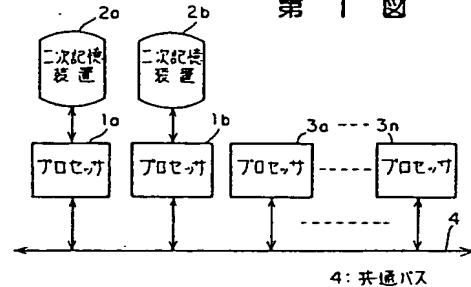 第1図
2a 2b
二次記憶装置 二次記憶装置
1a 1b 3a ---- 3n
プロセッサ プロセッサ プロセッサ プロセッサ
4
4:共通バス